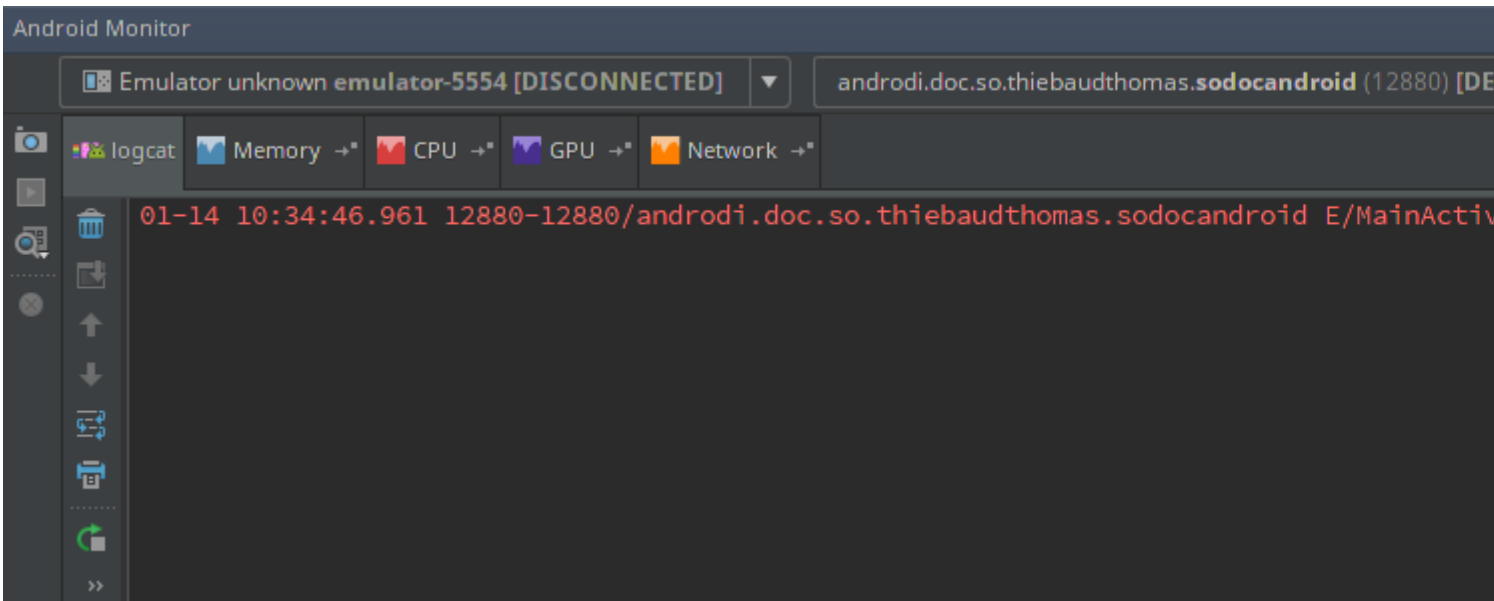 Android Monitor
Emulator unknown emulator-5554 [DISCONNECTED] androdi.doc.so.thiebaudthomas.sodocandroid (12880) [DE
logcat Memory CPU GPU Network
01-14 10:34:46.961 12880-12880/androdi.doc.so.thiebaudthomas.sodocandroid E/MainActiv